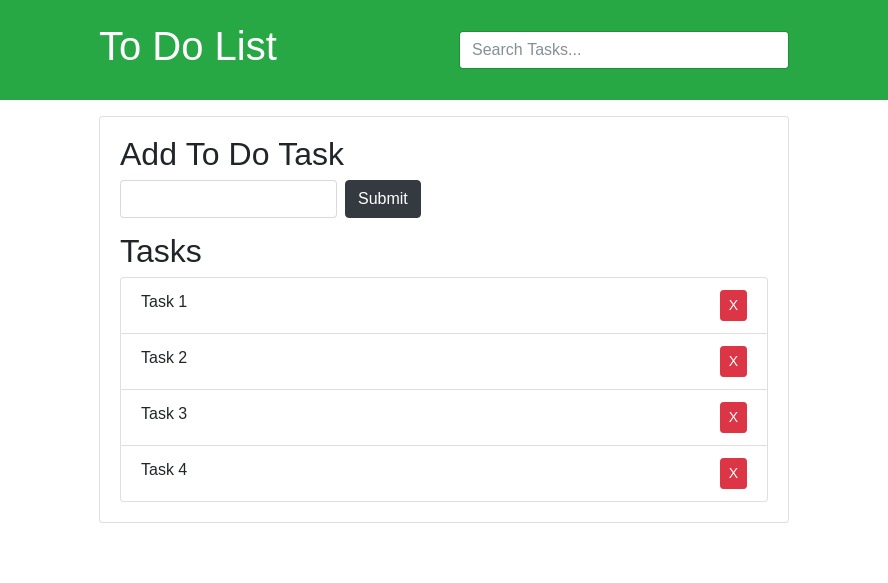 To Do List
Search Tasks...
Add To Do Task
Submit
Tasks
Task 1 X
Task 2 X
Task 3 X
Task 4 X